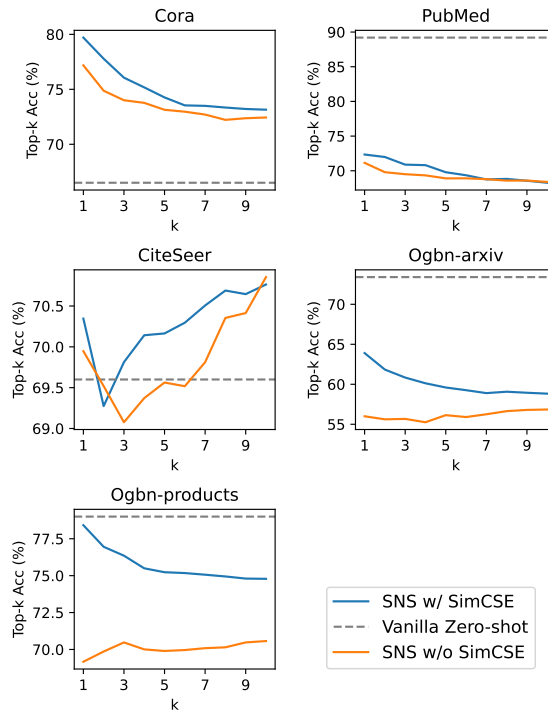 Cora
80
75
70
Top-k Acc (%)
1 3 5 7 9
k
PubMed
90
85
80
75
70
Top-k Acc (%)
1 3 5 7 9
k
CiteSeer
70.5
70.0
69.5
69.0
Top-k Acc (%)
1 3 5 7 9
k
Ogbn-arxiv
70
65
60
55
Top-k Acc (%)
1 3 5 7 9
k
Ogbn-products
77.5
75.0
72.5
70.0
Top-k Acc (%)
1 3 5 7 9
k
SNS w/ SimCSE
Vanilla Zero-shot
SNS w/o SimCSE